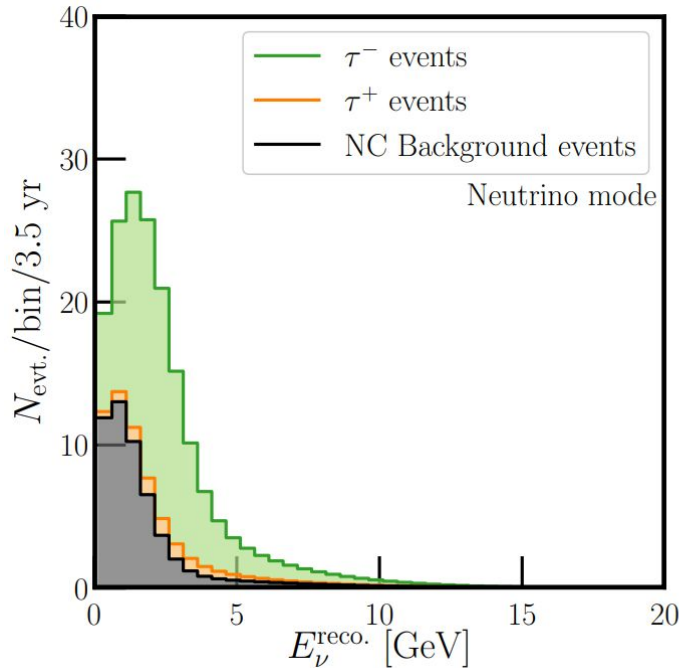 40
30
20
10
0
N_evt./bin/3.5 yr
τ⁻ events
τ⁺ events
NC Background events
Neutrino mode
0 5 10 15 20
E_ν^reco. [GeV]